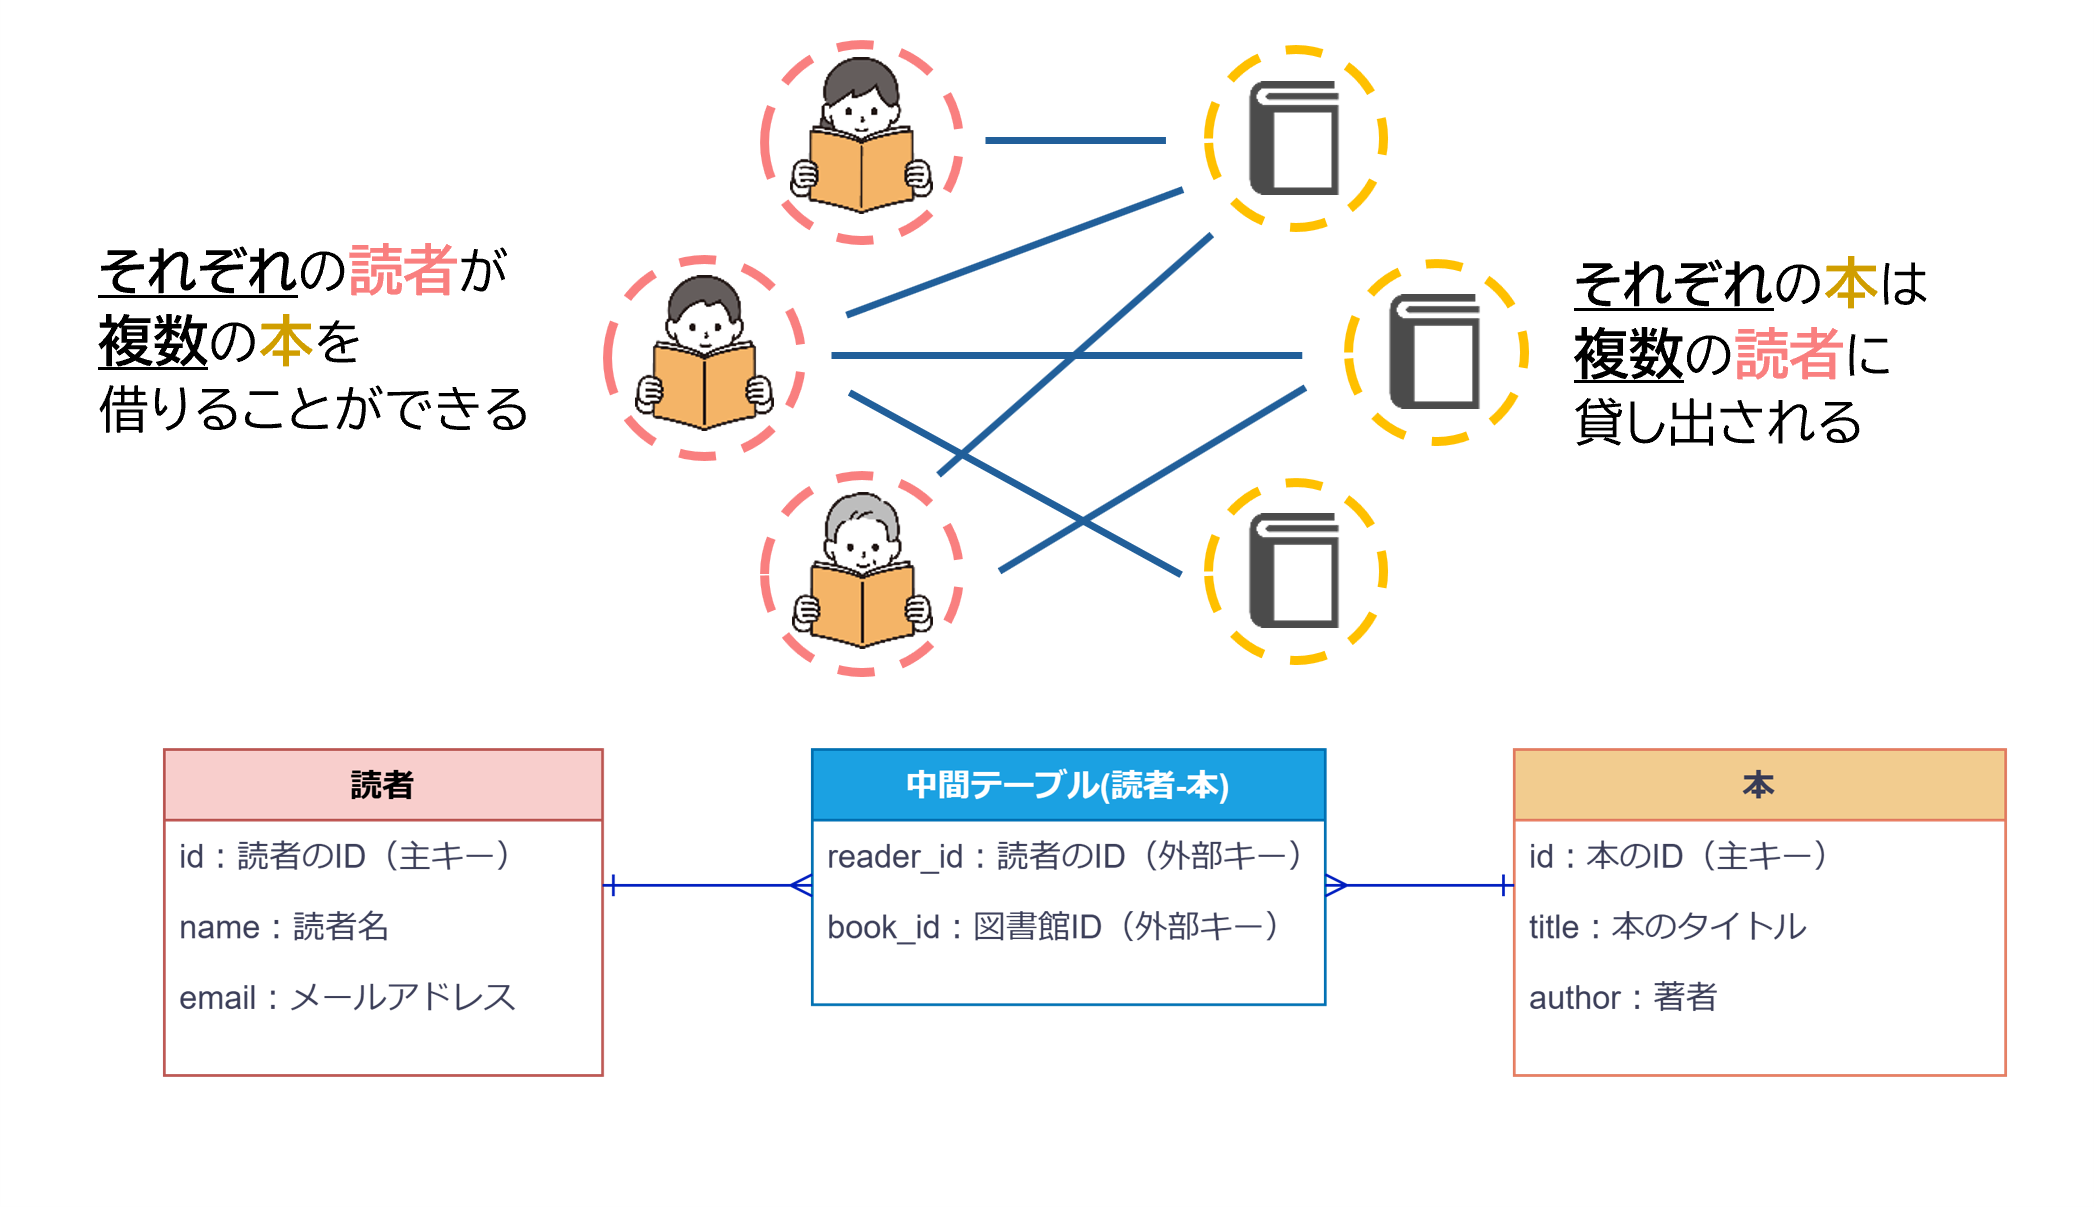 それぞれの読者が
複数の本を
借りることができる
それぞれの本は
複数の読者に
貸し出される
読者
id：読者のID（主キー）
name：読者名
email：メールアドレス
中間テーブル(読者-本)
reader_id：読者のID（外部キー）
book_id：図書館ID（外部キー）
本
id：本のID（主キー）
title：本のタイトル
author：著者